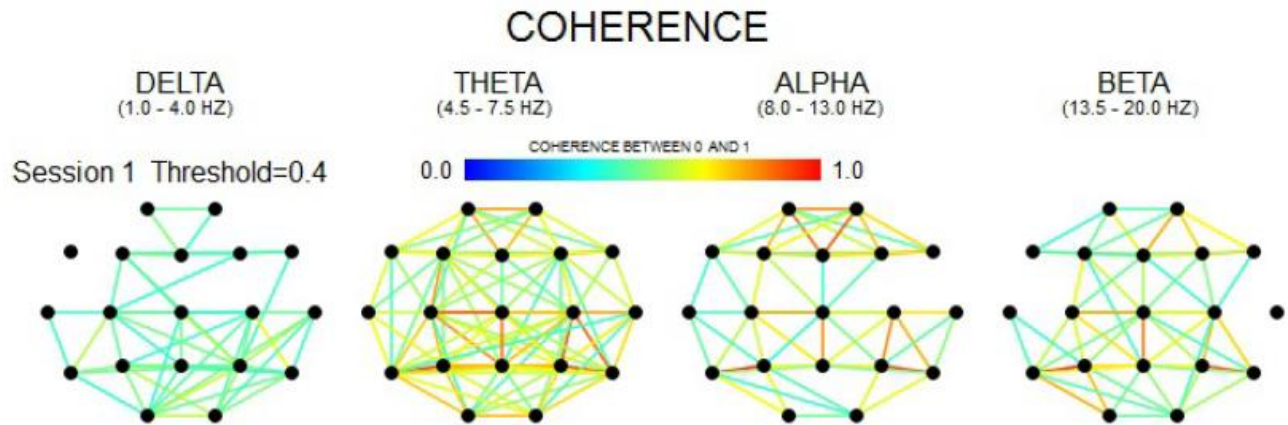 COHERENCE
DELTA
(1.0 - 4.0 HZ)
THETA
(4.5 - 7.5 HZ)
ALPHA
(8.0 - 13.0 HZ)
BETA
(13.5 - 20.0 HZ)
COHERENCE BETWEEN 0 AND 1
Session 1 Threshold=0.4
0.0
1.0